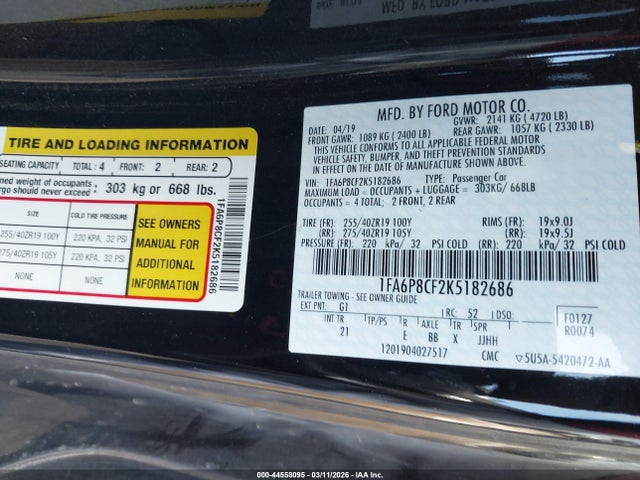 MFD. BY FORD MOTOR CO.
DATE: 04/19 GVWR: 2141 KG (4720 LB)
FRONT GAWR: 1089 KG (2400 LB) REAR GAWR: 1057 KG (2330 LB)
THIS VEHICLE CONFORMS TO ALL APPLICABLE FEDERAL MOTOR
VEHICLE SAFETY, BUMPER, AND THEFT PREVENTION STANDARDS
IN EFFECT ON THE DATE OF MANUFACTURE SHOWN ABOVE.
VIN: 1FA6P8CF2K5182686 TYPE: Passenger Car
MAXIMUM LOAD = OCCUPANTS + LUGGAGE = 303KG/ 668LB
OCCUPANTS = 4 TOTAL; 2 FRONT, 2 REAR
TIRE (FR): 255/40ZR19 100Y RIMS (FR): 19x9.0J
(RR): 275/40ZR19 105Y (RR): 19x9.5J
PRESSURE (FR): 220 kPa/ 32 PSI COLD (RR): 220 kPa/ 32 PSI COLD
1FA6P8CF2K5182686
TRAILER TOWING - SEE OWNER GUIDE
EXT PNT: G1 RC: 52 DSO: F0127
INT TR TP/PS R AXLE TR SPR R0074
21 E BB X JJHH
1201904027517 CMC 5U5A-5420472-AA
TIRE AND LOADING INFORMATION
SEATING CAPACITY TOTAL: 4 FRONT: 2 REAR: 2
weight of occupants
should never exceed 303 kg or 668 lbs.
SIZE COLD TIRE PRESSURE
255/40ZR19 100Y 220 KPA, 32 PSI
275/40ZR19 105Y 220 KPA, 32 PSI
NONE NONE
SEE OWNERS
MANUAL FOR
ADDITIONAL
INFORMATION
1FA6P8CF2K5182686
000-44558095 - 03/11/2026 - IAA Inc.